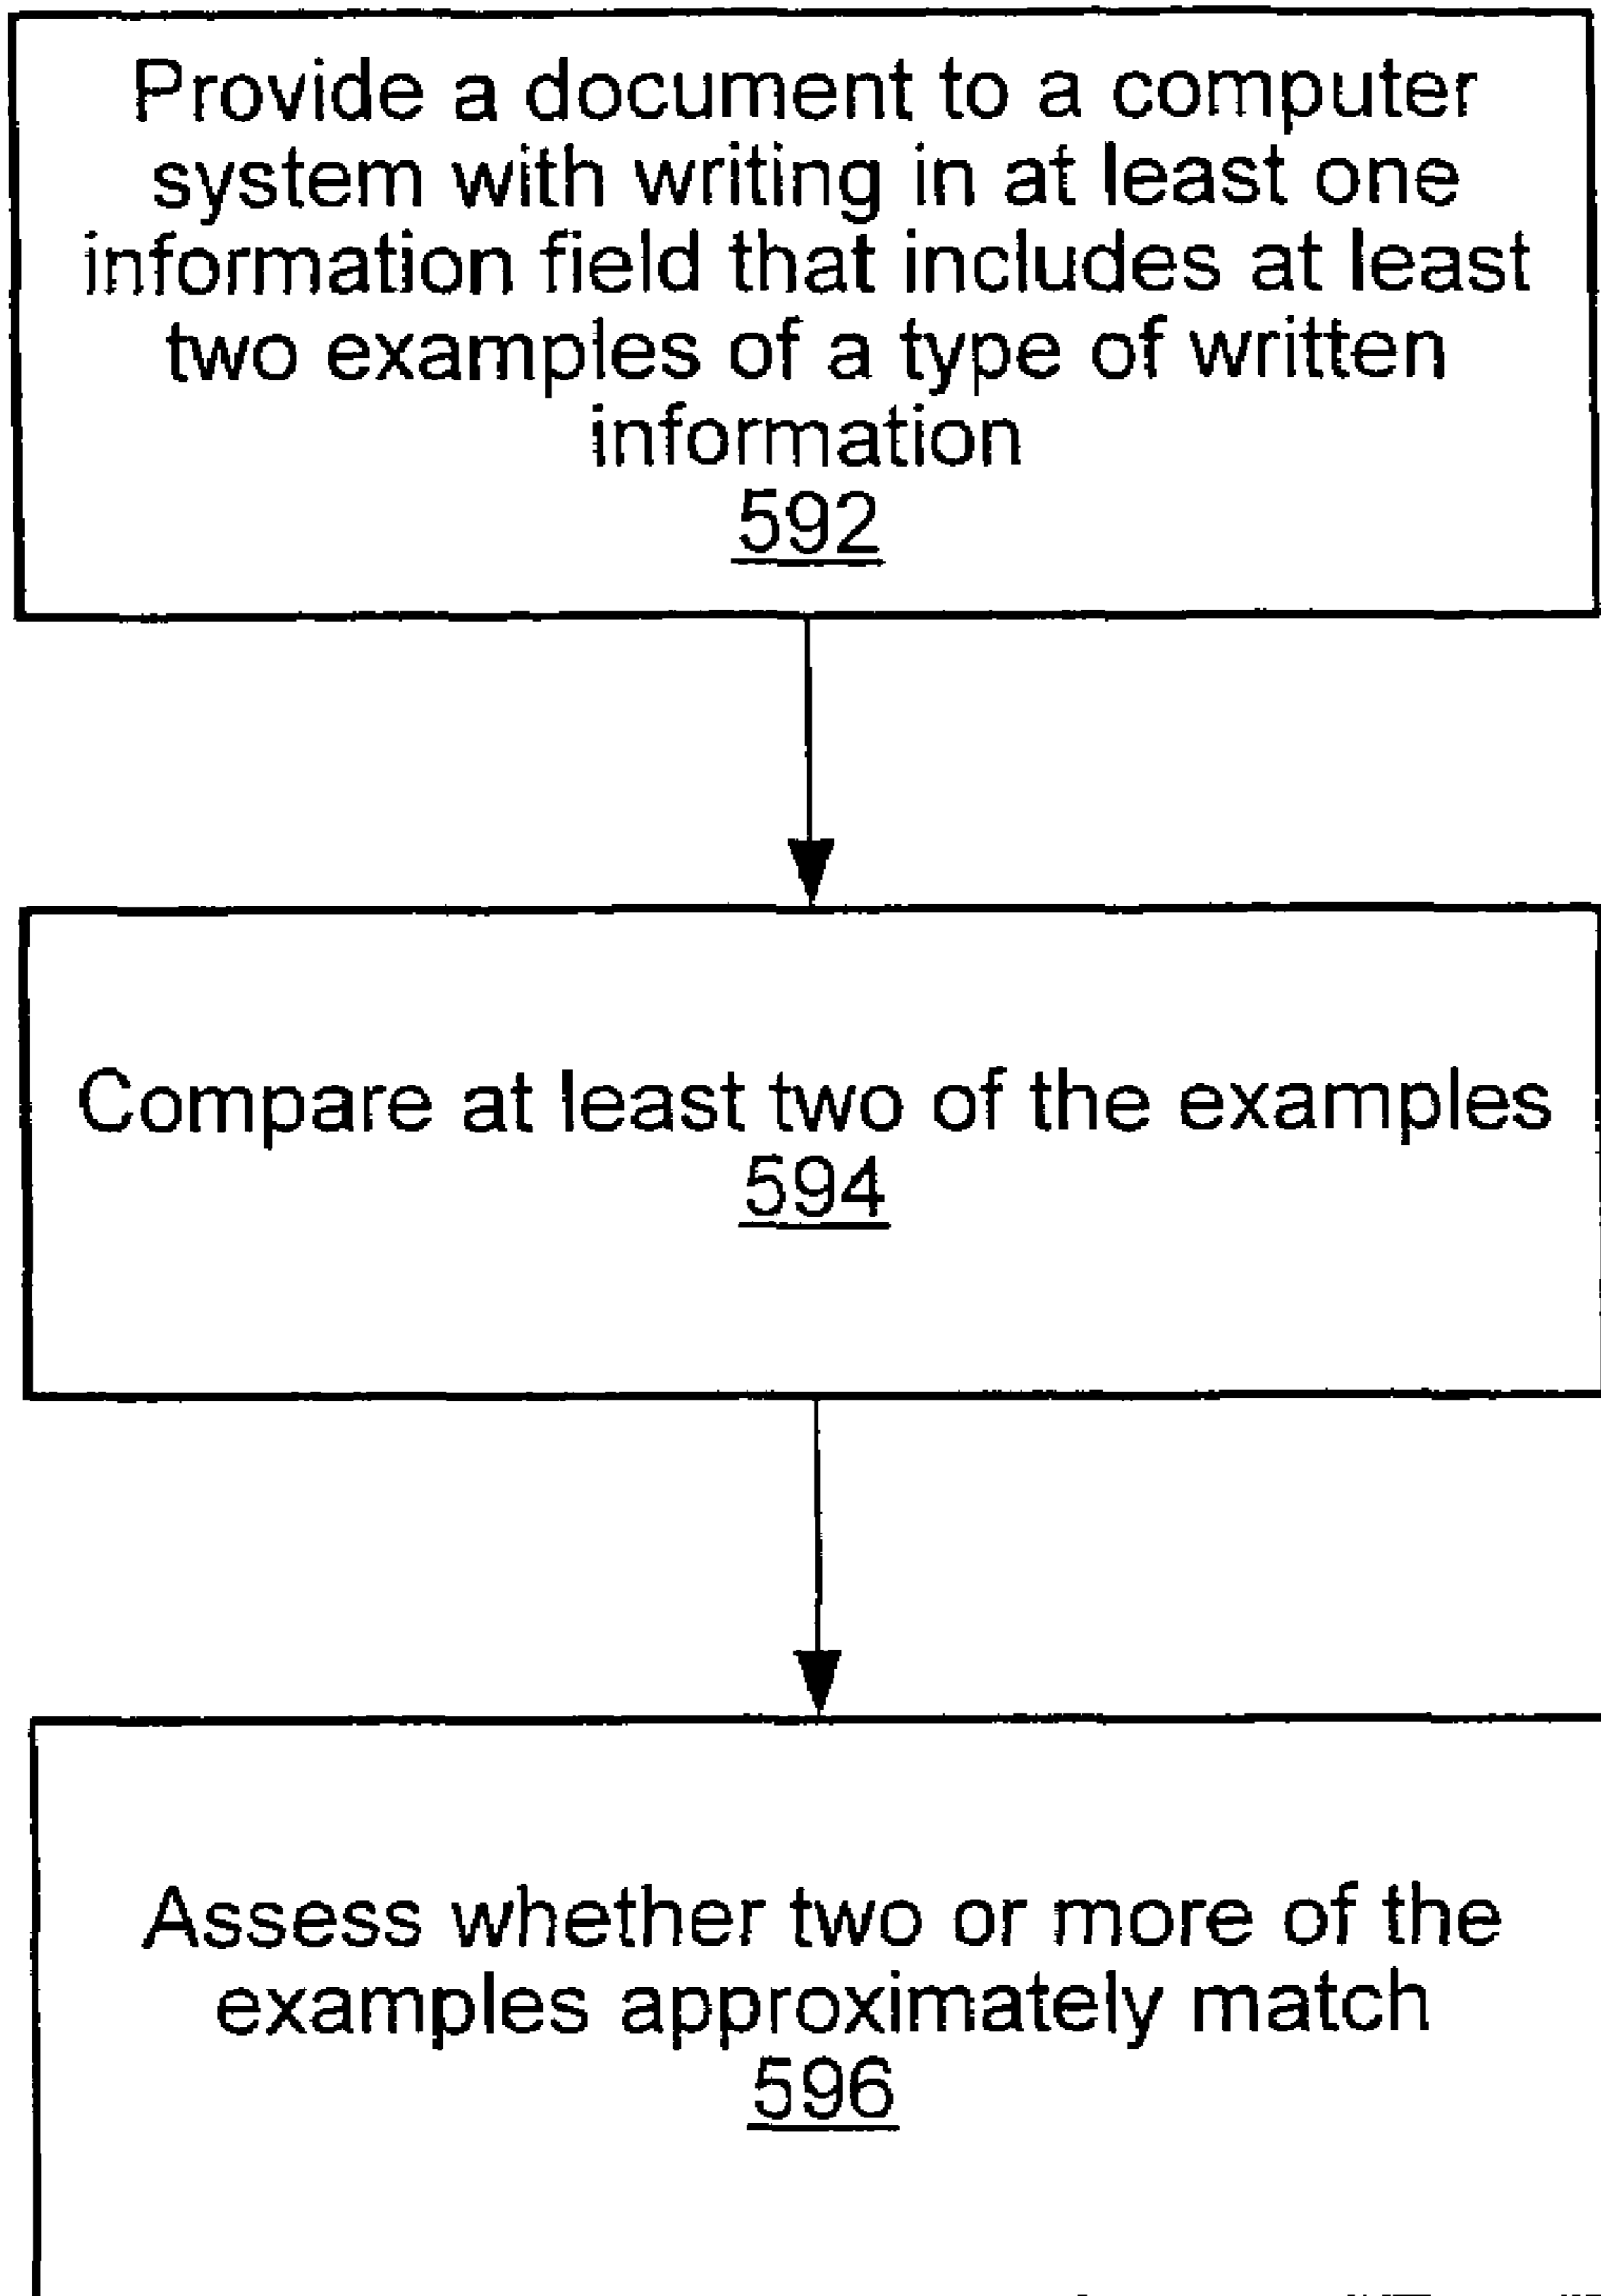 Provide a document to a computer
system with writing in at least one
information field that includes at least
two examples of a type of written
information
592
Compare at least two of the examples
594
Assess whether two or more of the
examples approximately match
596